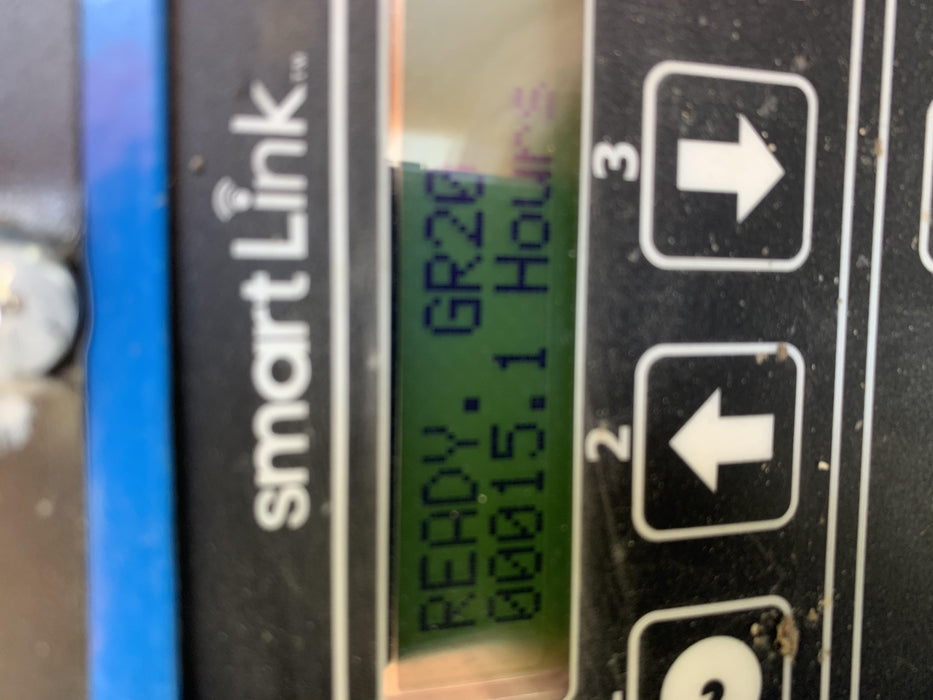 smartLink
READY. GR20
00015.1 Hours
3
2
?